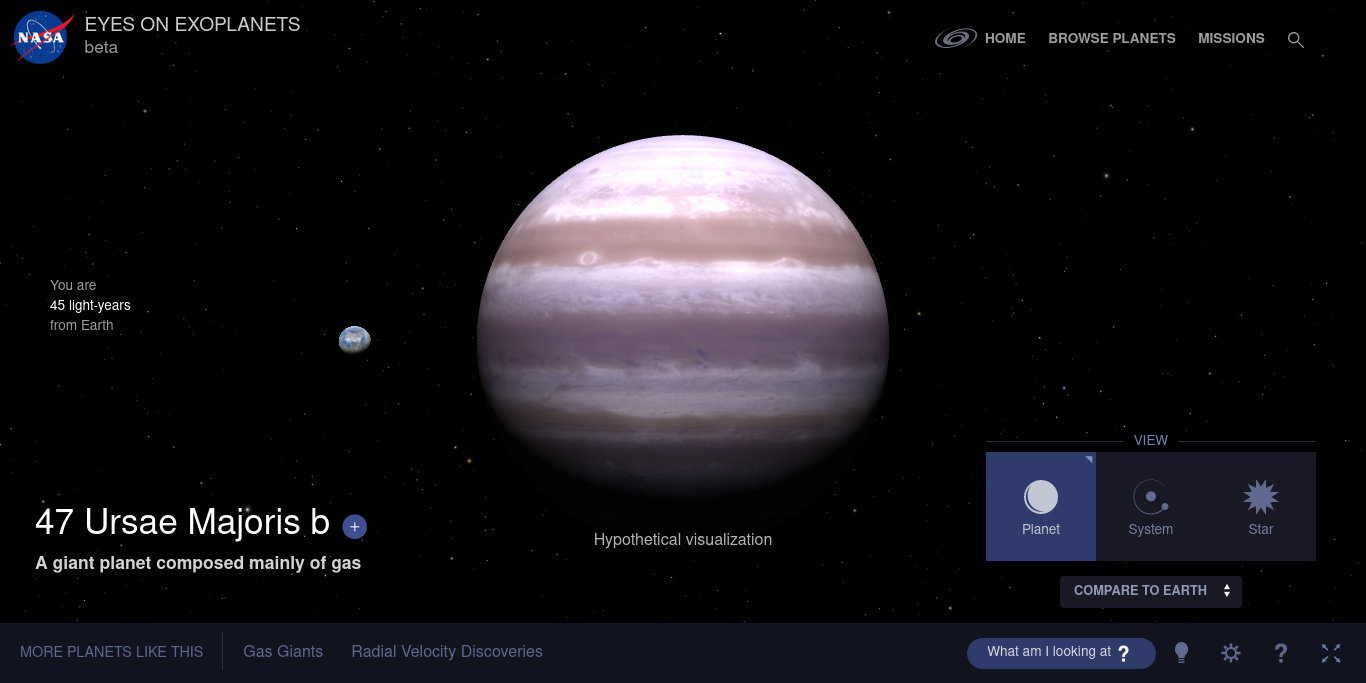 NASA
EYES ON EXOPLANETS
beta
HOME
BROWSE PLANETS
MISSIONS
You are
45 light-years
from Earth
VIEW
Planet
System
Star
47 Ursae Majoris b +
A giant planet composed mainly of gas
Hypothetical visualization
COMPARE TO EARTH
MORE PLANETS LIKE THIS
Gas Giants
Radial Velocity Discoveries
What am I looking at ?
?